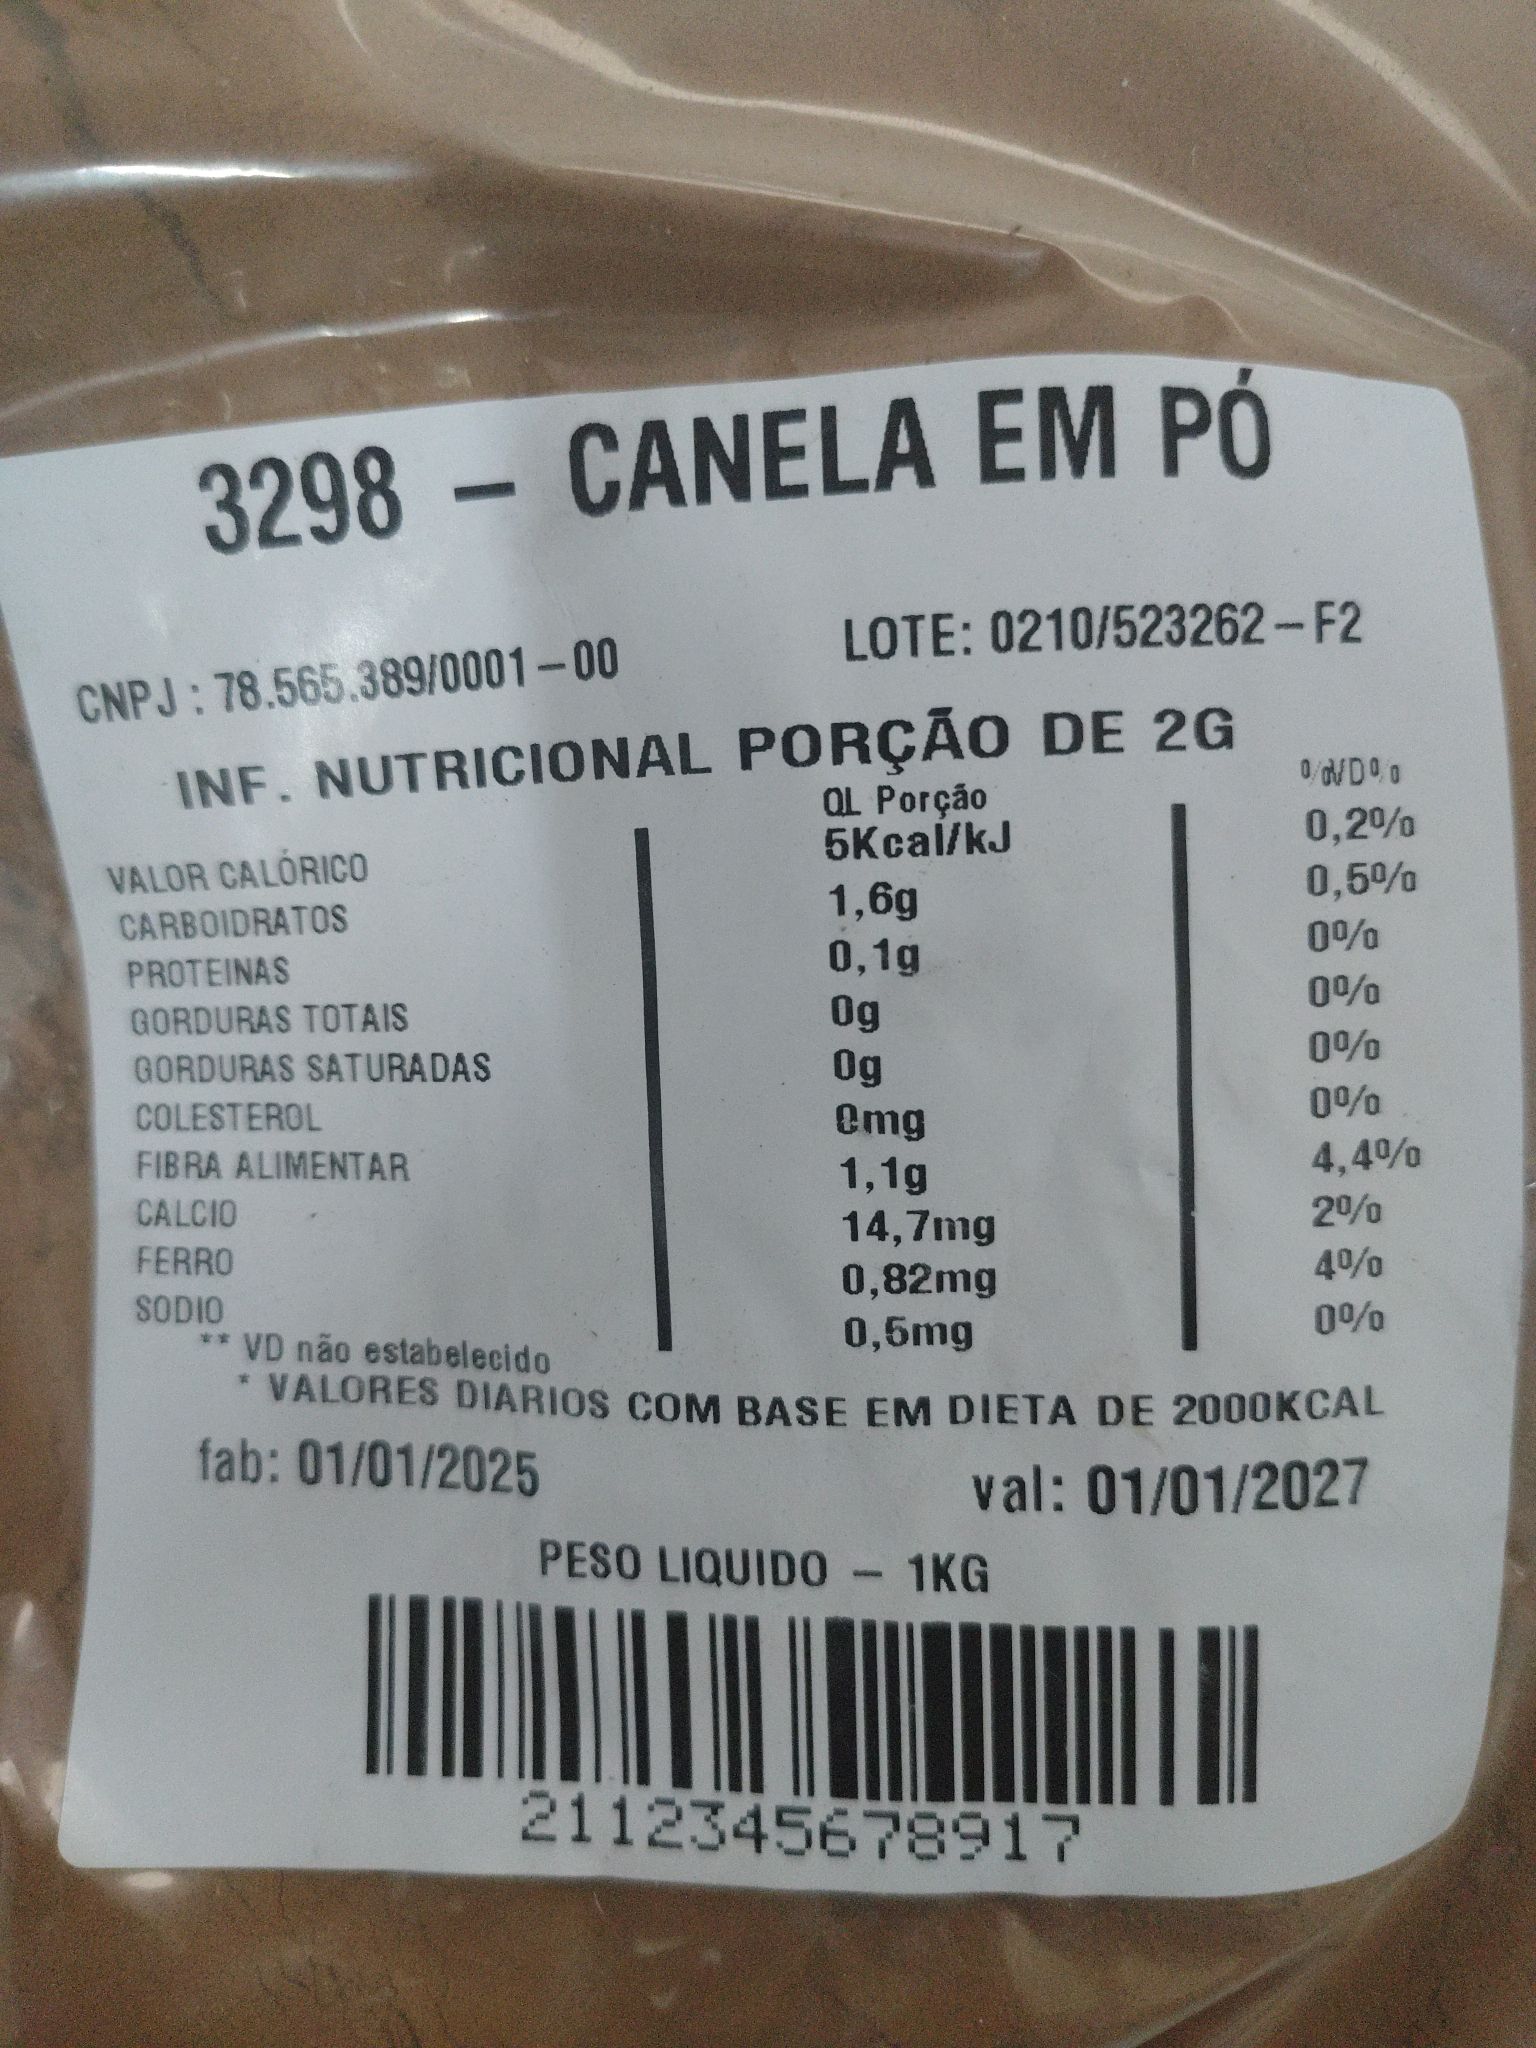 3298 - CANELA EM PÓ
CNPJ : 78.565.389/0001-00
LOTE: 0210/523262-F2
INF. NUTRICIONAL PORÇÃO DE 2G
QL Porção
VALOR CALÓRICO 5Kcal/kJ 0,2%
CARBOIDRATOS 1,6g 0,5%
PROTEINAS 0,1g 0%
GORDURAS TOTAIS 0g 0%
GORDURAS SATURADAS 0g 0%
COLESTEROL 0mg 0%
FIBRA ALIMENTAR 1,1g 4,4%
CALCIO 14,7mg 2%
FERRO 0,82mg 4%
SODIO 0,5mg 0%
** VD não estabelecido
* VALORES DIARIOS COM BASE EM DIETA DE 2000KCAL
fab: 01/01/2025
val: 01/01/2027
PESO LIQUIDO - 1KG
2112345678917